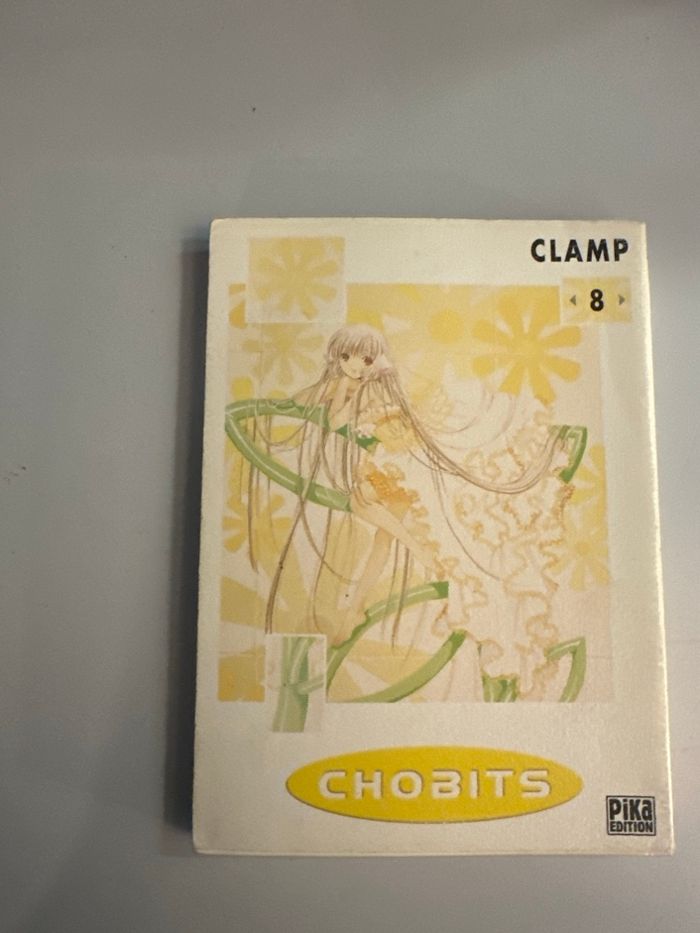 CLAMP
8
CHOBITS
PiKa
EDITION